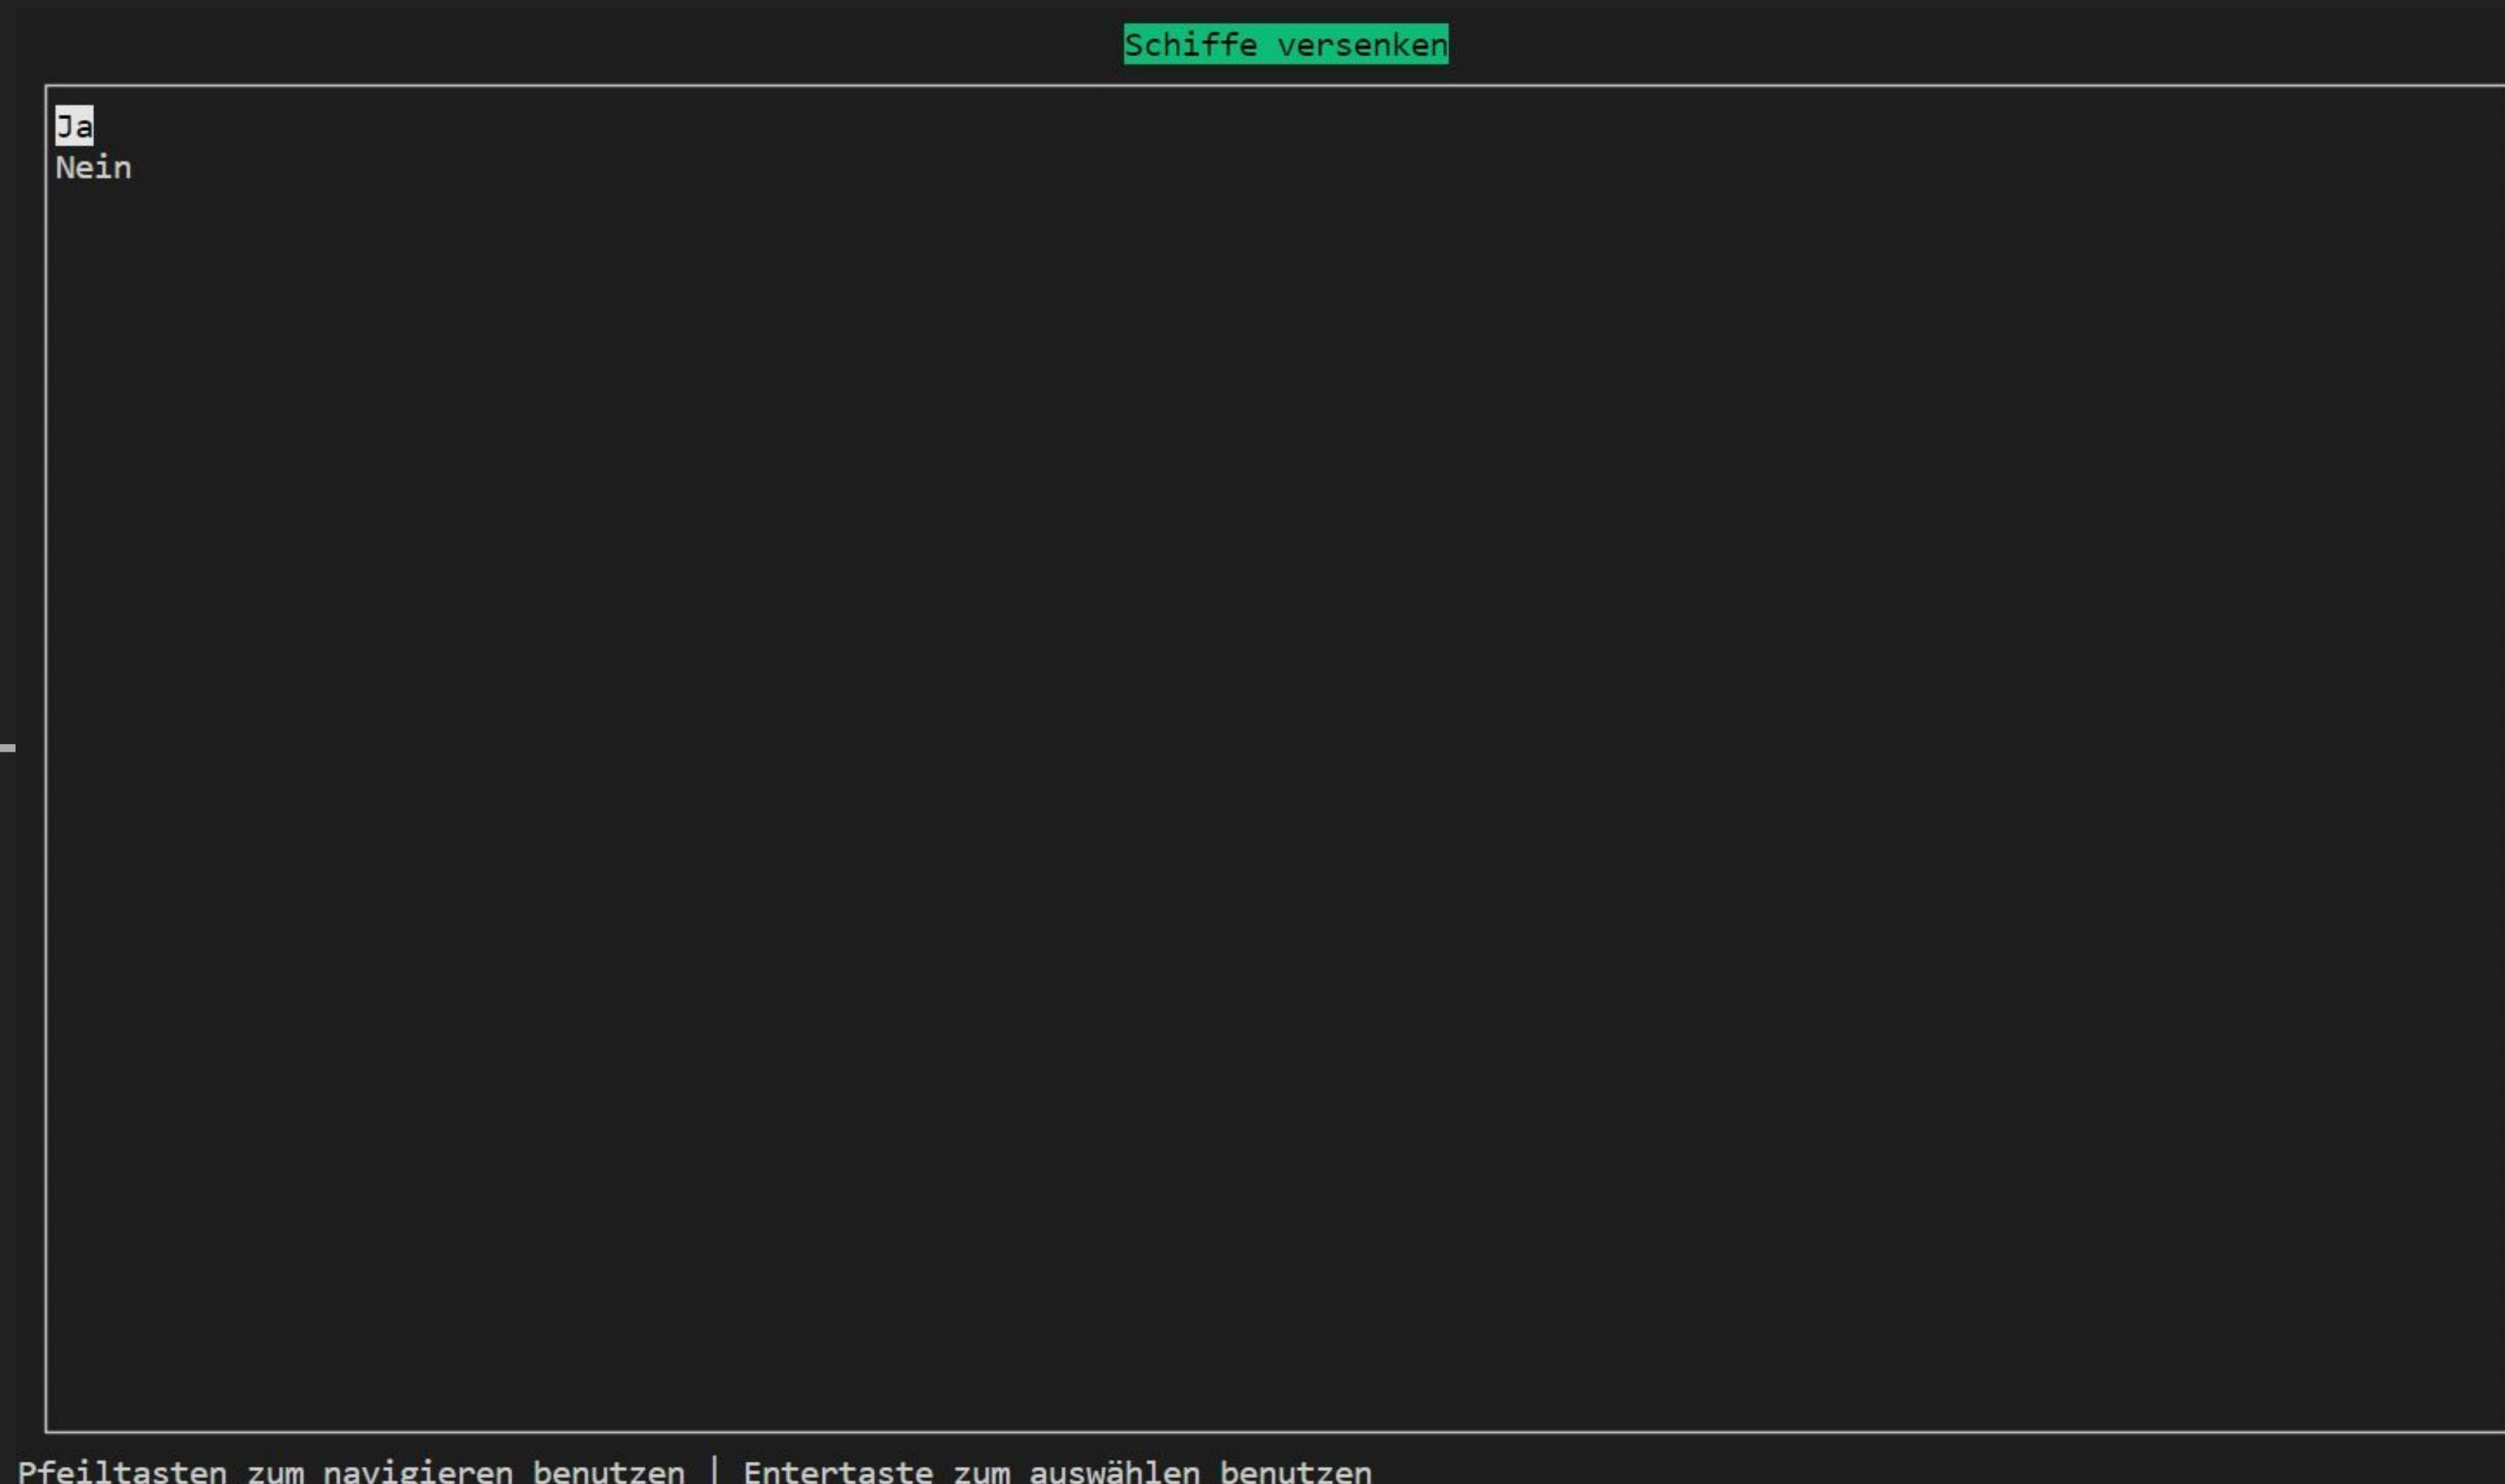 Schiffe versenken
Ja
Nein
Pfeiltasten zum navigieren benutzen | Entertaste zum auswählen benutzen